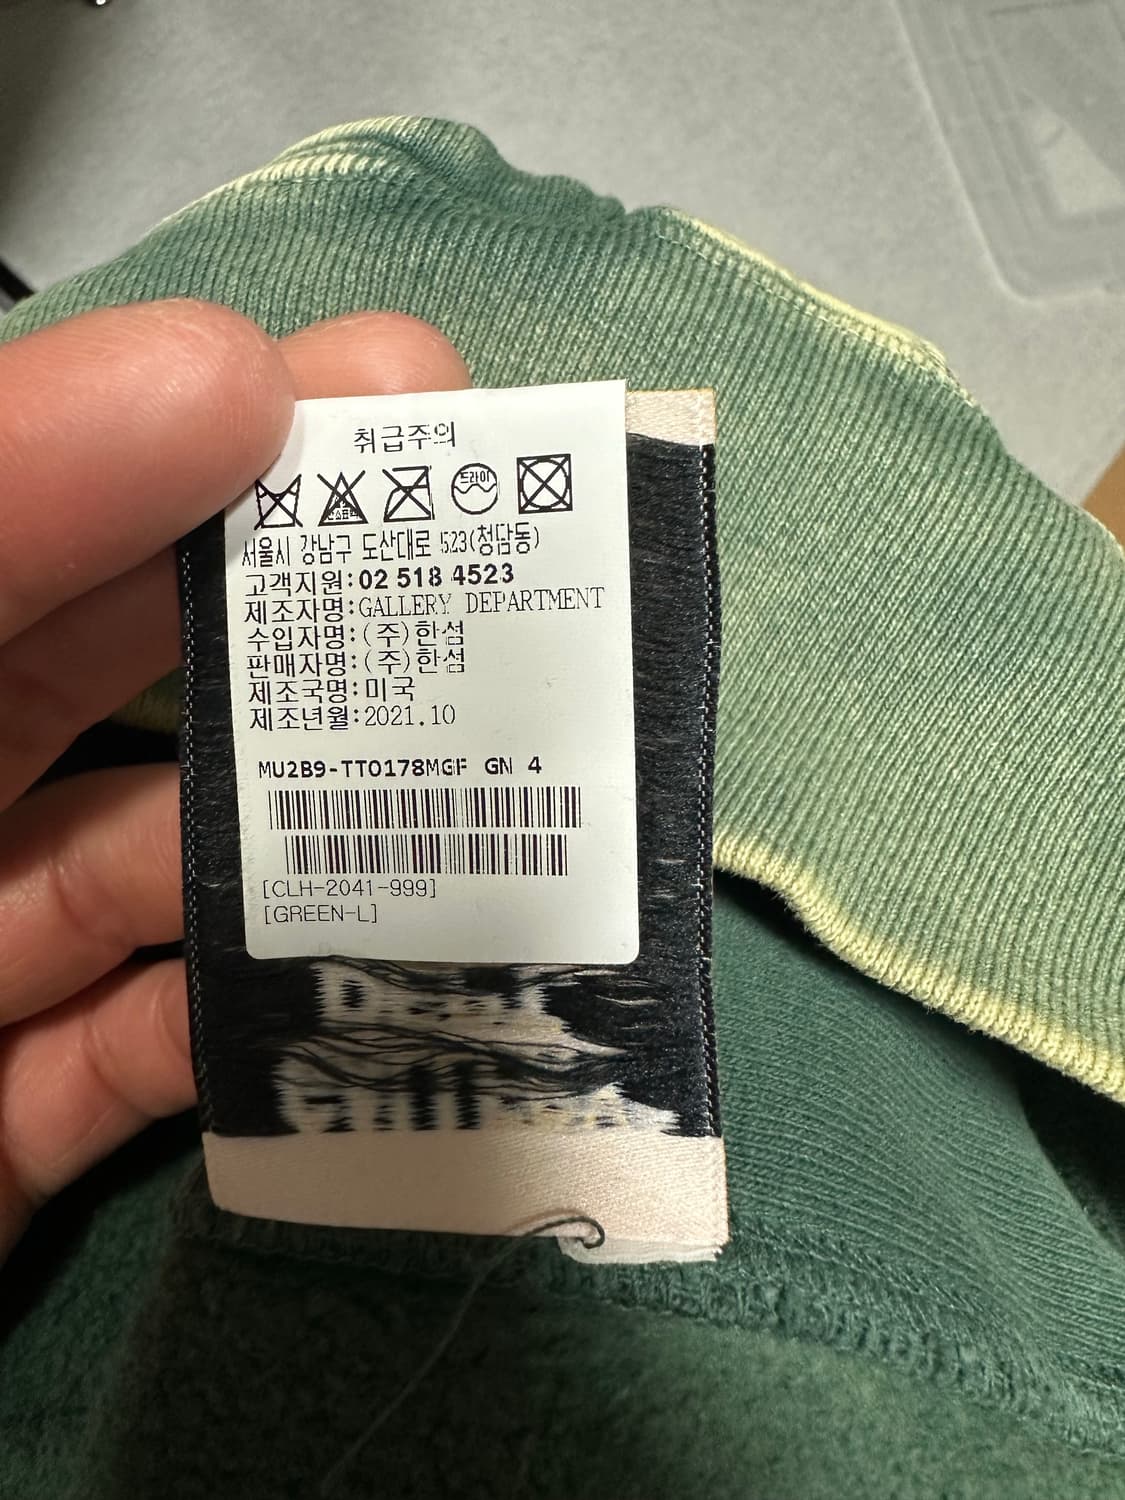 취급주의
드라이
서울시 강남구 도산대로 523(청담동)
고객지원:02 518 4523
제조자명:GALLERY DEPARTMENT
수입자명:(주)한섬
판매자명:(주)한섬
제조국명:미국
제조년월:2021.10
MU2B9-TTO178MGF GN 4
[CLH-2041-999]
[GREEN-L]